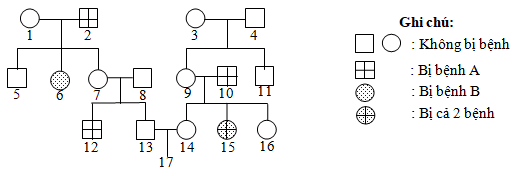 Ghi chú:
1 2 3 4
: Không bị bệnh
: Bị bệnh A
5 6 7 8 9 10 11
: Bị bệnh B
: Bị cả 2 bệnh
12 13 14 15 16
17